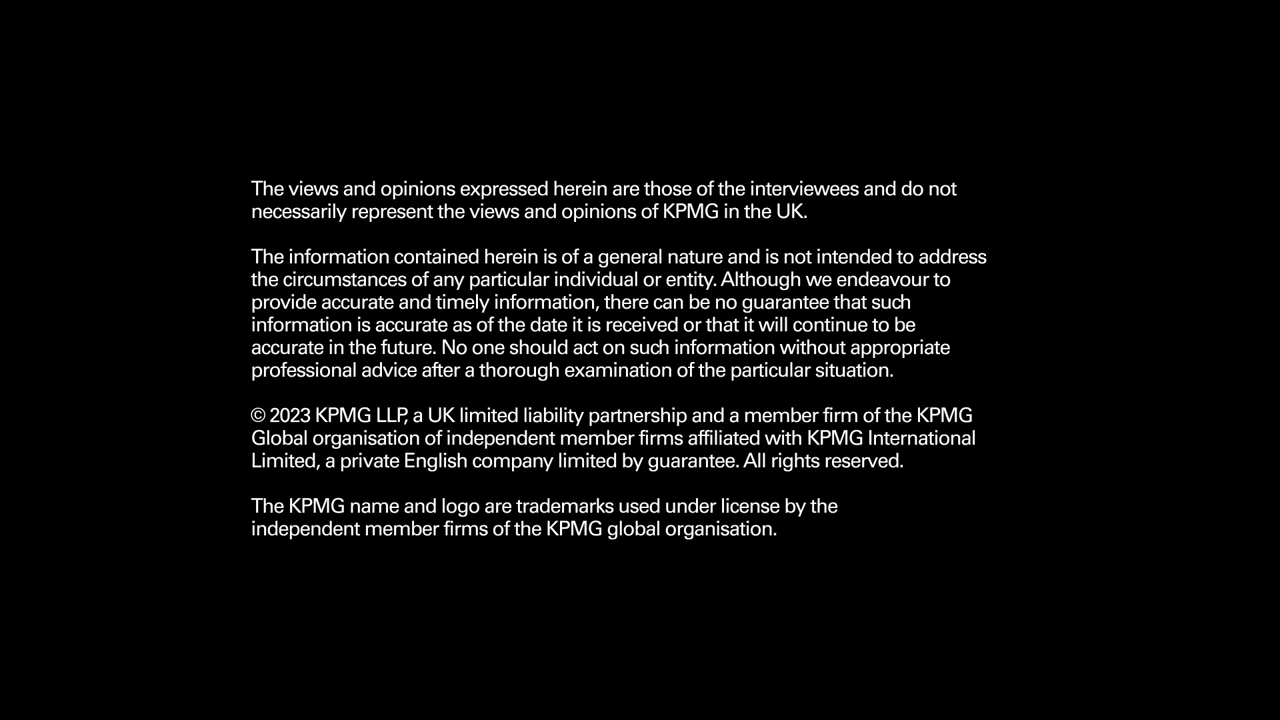 The views and opinions expressed herein are those of the interviewees and do not
necessarily represent the views and opinions of KPMG in the UK.
The information contained herein is of a general nature and is not intended to address
the circumstances of any particular individual or entity. Although we endeavour to
provide accurate and timely information, there can be no guarantee that such
information is accurate as of the date it is received or that it will continue to be
accurate in the future. No one should act on such information without appropriate
professional advice after a thorough examination of the particular situation.
© 2023 KPMG LLP, a UK limited liability partnership and a member firm of the KPMG
Global organisation of independent member firms affiliated with KPMG International
Limited, a private English company limited by guarantee. All rights reserved.
The KPMG name and logo are trademarks used under license by the
independent member firms of the KPMG global organisation.